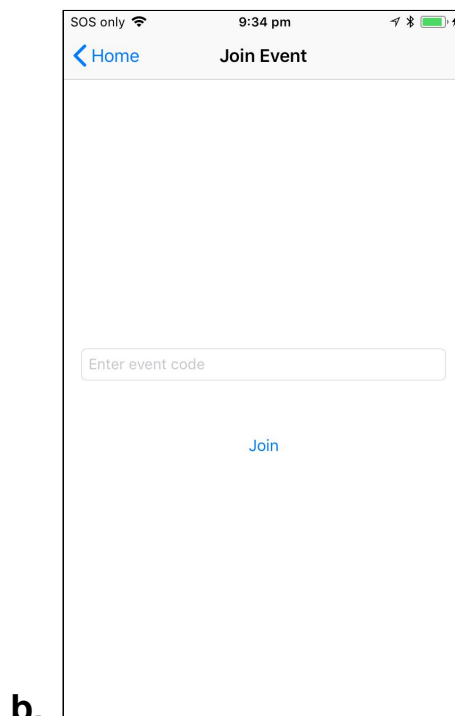 SOS only 9:34 pm
Home Join Event
Enter event code
Join
b.